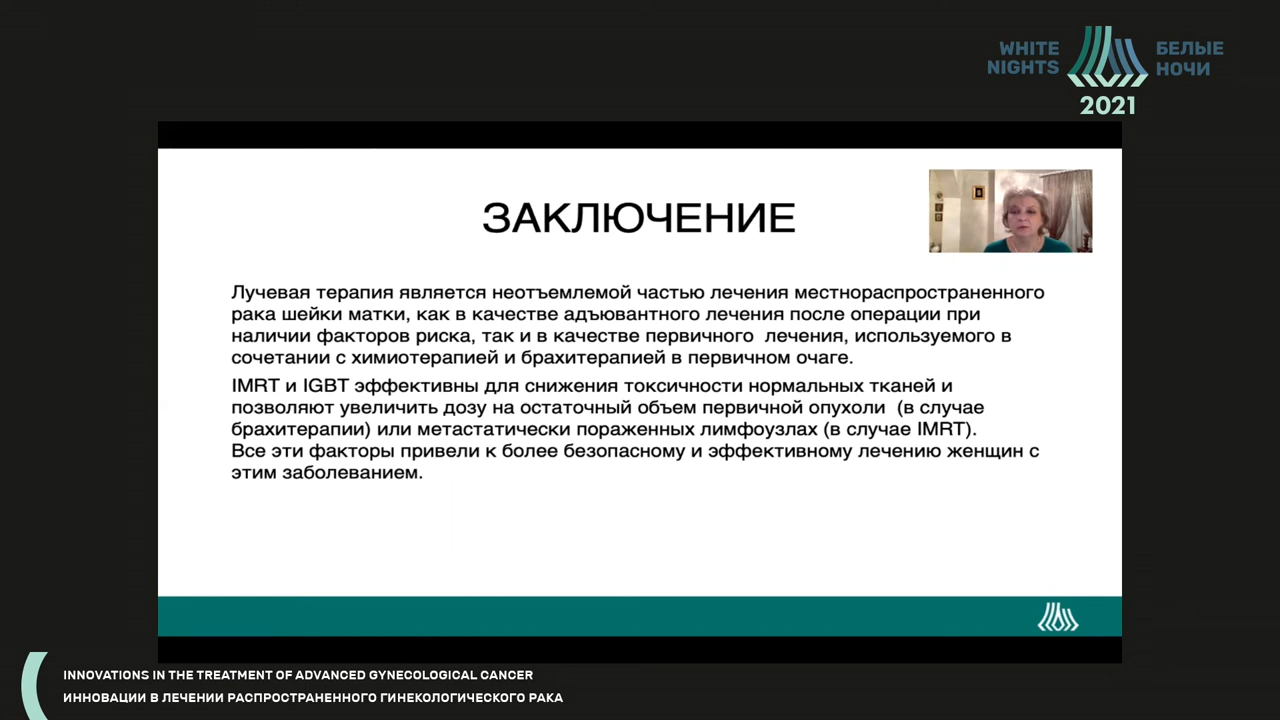 WHITE NIGHTS
БЕЛЫЕ НОЧИ
2021
ЗАКЛЮЧЕНИЕ
Лучевая терапия является неотъемлемой частью лечения местнораспространенного
рака шейки матки, как в качестве адъювантного лечения после операции при
наличии факторов риска, так и в качестве первичного лечения, используемого в
сочетании с химиотерапией и брахитерапией в первичном очаге.
IMRT и IGBT эффективны для снижения токсичности нормальных тканей и
позволяют увеличить дозу на остаточный объем первичной опухоли (в случае
брахитерапии) или метастатически пораженных лимфоузлах (в случае IMRT).
Все эти факторы привели к более безопасному и эффективному лечению женщин с
этим заболеванием.
INNOVATIONS IN THE TREATMENT OF ADVANCED GYNECOLOGICAL CANCER
ИННОВАЦИИ В ЛЕЧЕНИИ РАСПРОСТРАНЕННОГО ГИНЕКОЛОГИЧЕСКОГО РАКА